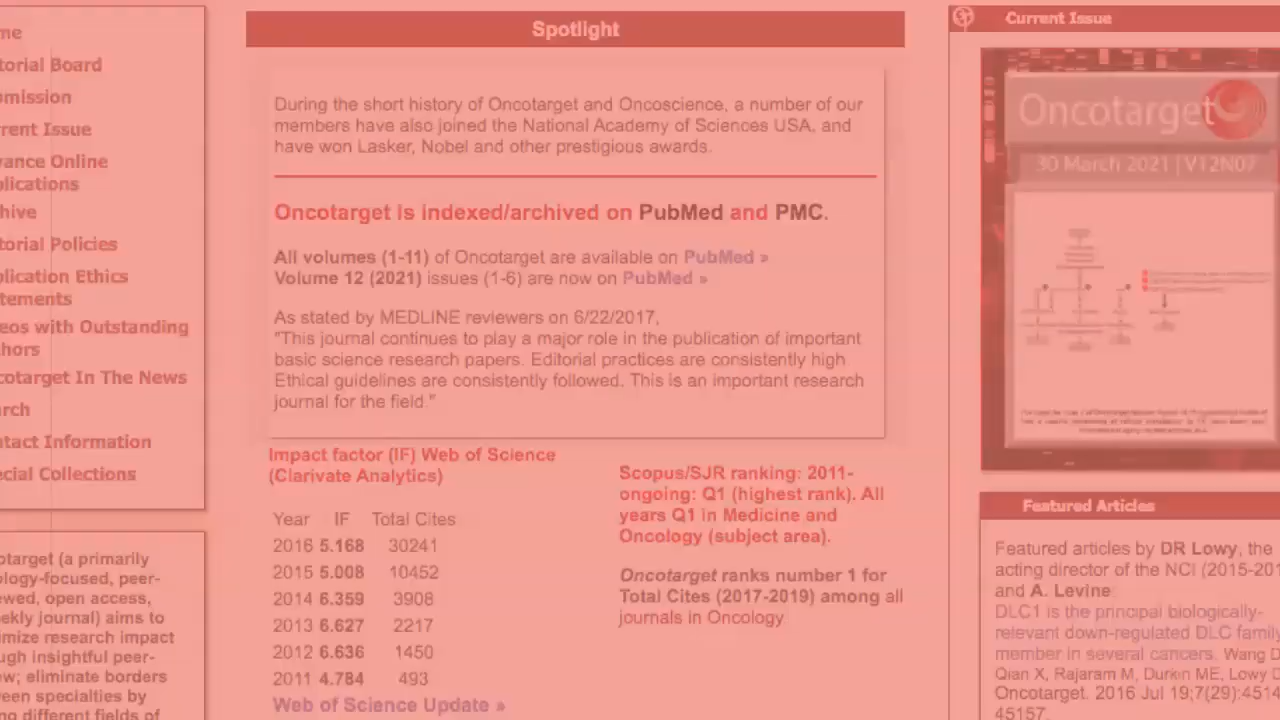 me
torial Board
mission
rent Issue
vance Online
lications
hive
torial Policies
lication Ethics
tements
eos with Outstanding
hors
cotarget In The News
rch
ntact Information
ecial Collections
otarget (a primarily
ology-focused, peer-
ewed, open access,
ekly journal) aims to
imize research impact
ugh insightful peer-
ew; eliminate borders
ween specialties by
ng different fields of
Spotlight
During the short history of Oncotarget and Oncoscience, a number of our
members have also joined the National Academy of Sciences USA, and
have won Lasker, Nobel and other prestigious awards.
Oncotarget is indexed/archived on PubMed and PMC.
All volumes (1-11) of Oncotarget are available on PubMed »
Volume 12 (2021) issues (1-6) are now on PubMed »
As stated by MEDLINE reviewers on 6/22/2017,
"This journal continues to play a major role in the publication of important
basic science research papers. Editorial practices are consistently high
Ethical guidelines are consistently followed. This is an important research
journal for the field."
Impact factor (IF) Web of Science
(Clarivate Analytics)
Year IF Total Cites
2016 5.168 30241
2015 5.008 10452
2014 6.359 3908
2013 6.627 2217
2012 6.636 1450
2011 4.784 493
Web of Science Update »
Scopus/SJR ranking: 2011-
ongoing: Q1 (highest rank). All
years Q1 in Medicine and
Oncology (subject area).
Oncotarget ranks number 1 for
Total Cites (2017-2019) among all
journals in Oncology
Current Issue
Oncotarget
30 March 2021 | V12N07
Featured Articles
Featured articles by DR Lowy, the
acting director of the NCI (2015-201
and A. Levine
DLC1 is the principal biologically-
relevant down-regulated DLC family
member in several cancers. Wang D
Qian X, Rajaram M, Durkin ME, Lowy D
Oncotarget. 2016 Jul 19;7(29):4514
45157.